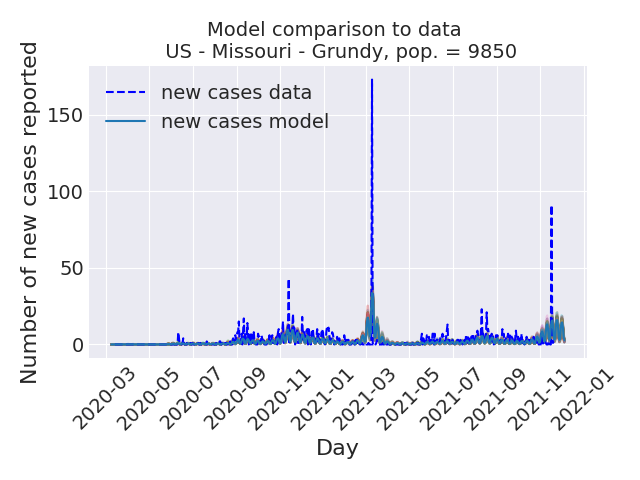 Model comparison to data
US - Missouri - Grundy, pop. = 9850
Number of new cases reported
150
100
50
0
new cases data
new cases model
2020-03
2020-05
2020-07
2020-09
2020-11
2021-01
2021-03
2021-05
2021-07
2021-09
2021-11
2022-01
Day